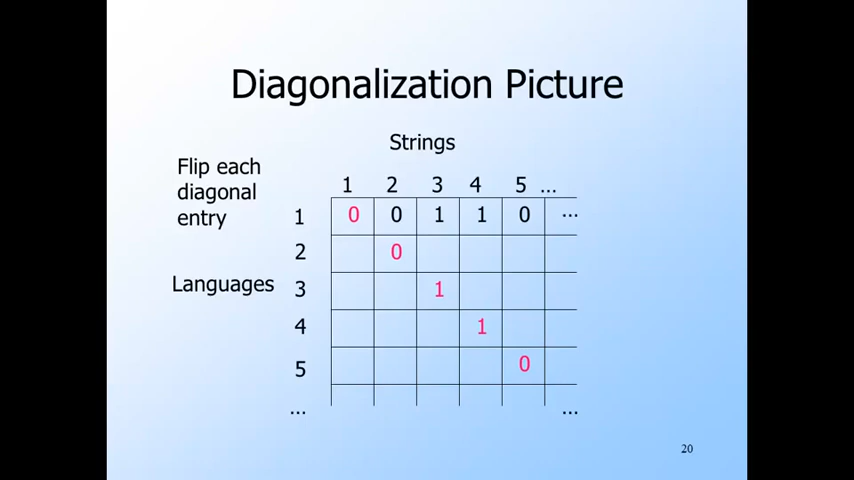 Diagonalization Picture
Strings
Flip each
diagonal
entry
1 2 3 4 5 ...
1 0 0 1 1 0 ...
2 0
Languages 3 1
4 1
5 0
... ...
20